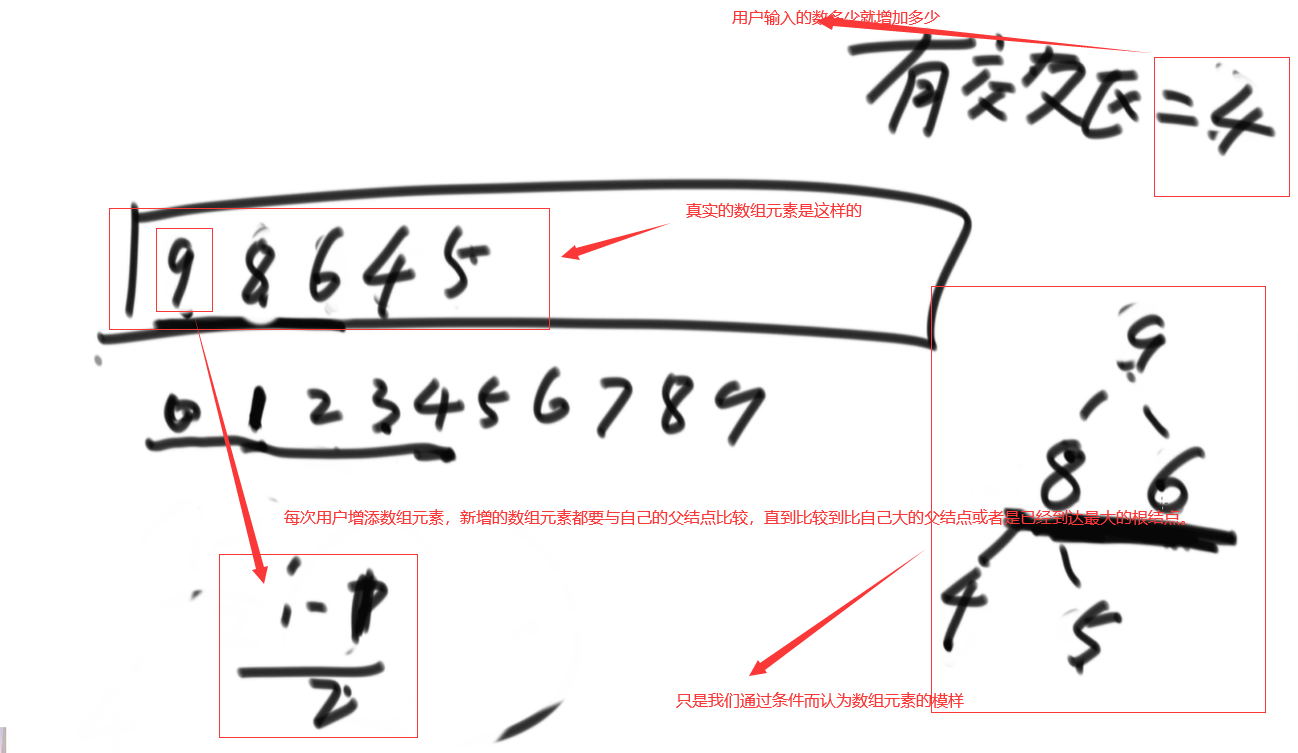 用户输入的数多少就增加多少
有效长=4
真实的数组元素是这样的
9 8 6 4 5
0 1 2 3 4 5 6 7 8 9
9
8 6
4 5
每次用户增添数组元素，新增的数组元素都要与自己的父结点比较，直到比较到比自己大的父结点或者是已经到达最大的根结点。
i-1
2
只是我们通过条件而认为数组元素的模样